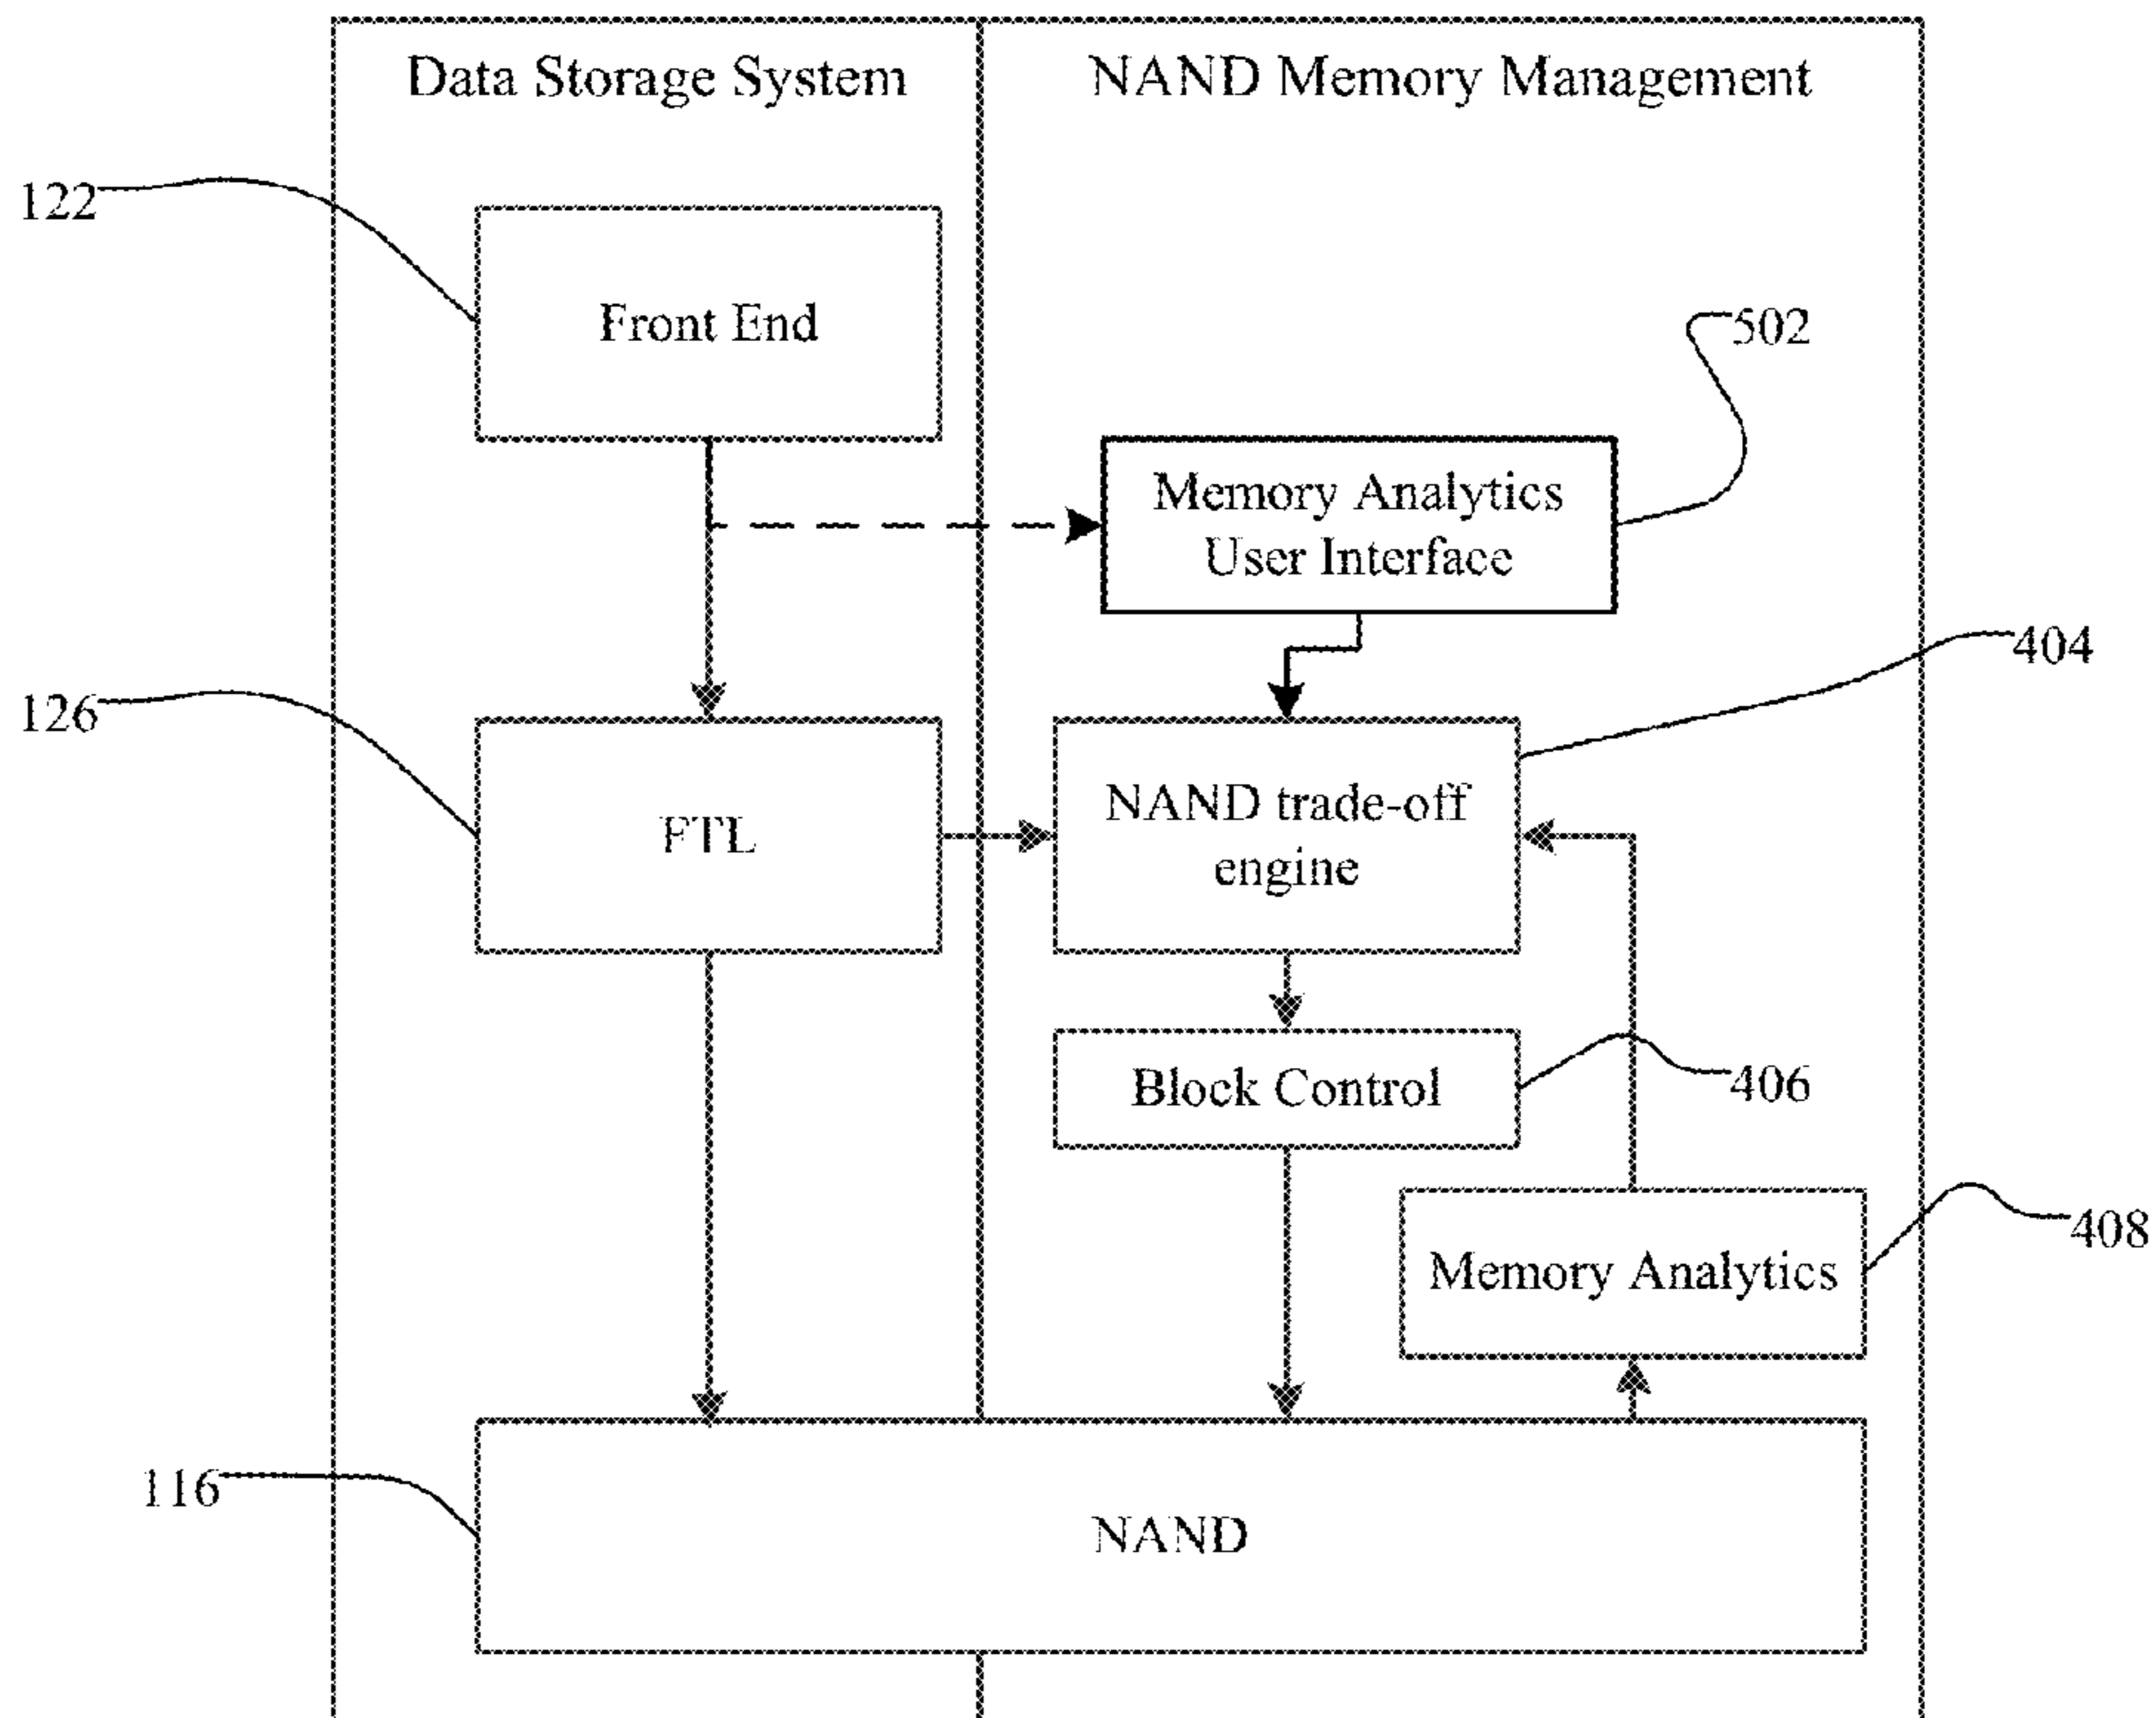 Data Storage System
NAND Memory Management
122
Front End
502
Memory Analytics
User Interface
404
126
FTL
NAND trade-off
engine
Block Control
406
408
Memory Analytics
116
NAND